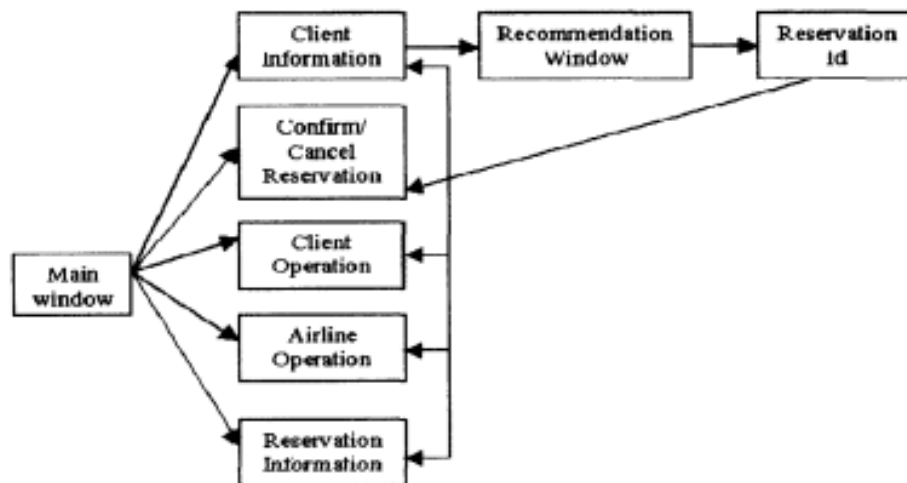 Client
Information
Recommendation
Window
Reservation
id
Confirm/
Cancel
Reservation
Client
Operation
Main
window
Airline
Operation
Reservation
Information